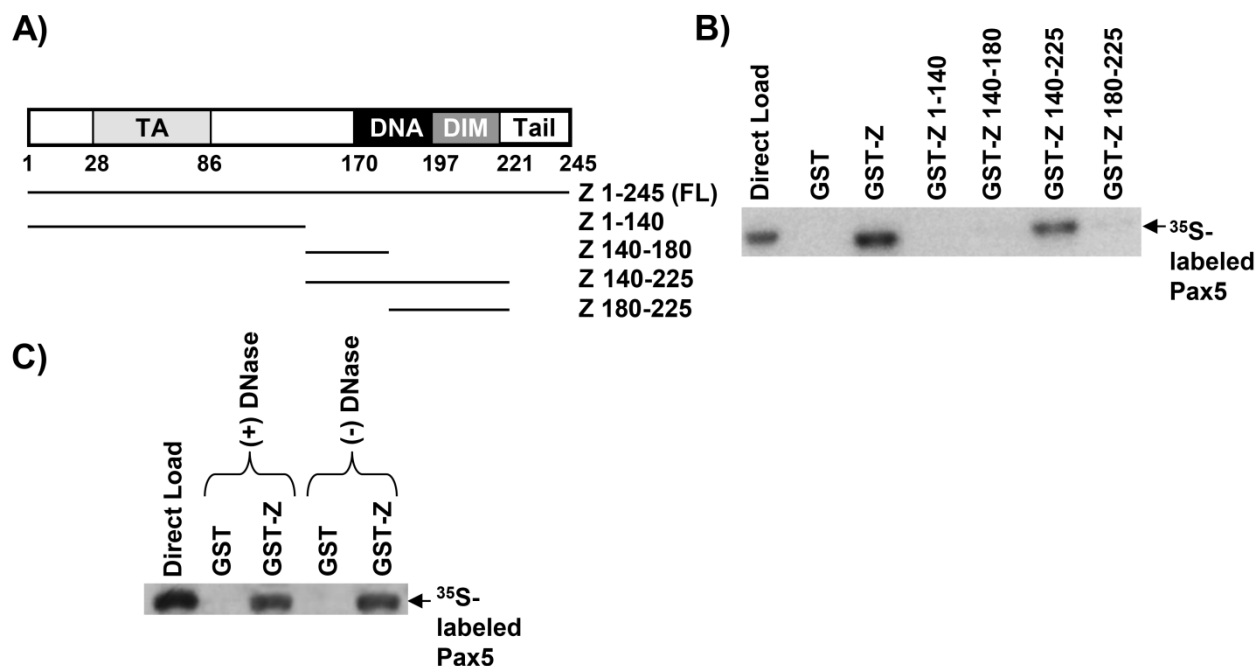 A)
TA
DNA
DIM
Tail
1
28
86
170
197
221
245
Z 1-245 (FL)
Z 1-140
Z 140-180
Z 140-225
Z 180-225
B)
Direct Load
GST
GST-Z
GST-Z 1-140
GST-Z 140-180
GST-Z 140-225
GST-Z 180-225
35S-
labeled
Pax5
C)
(+) DNase
(-) DNase
Direct Load
GST
GST-Z
GST
GST-Z
35S-
labeled
Pax5